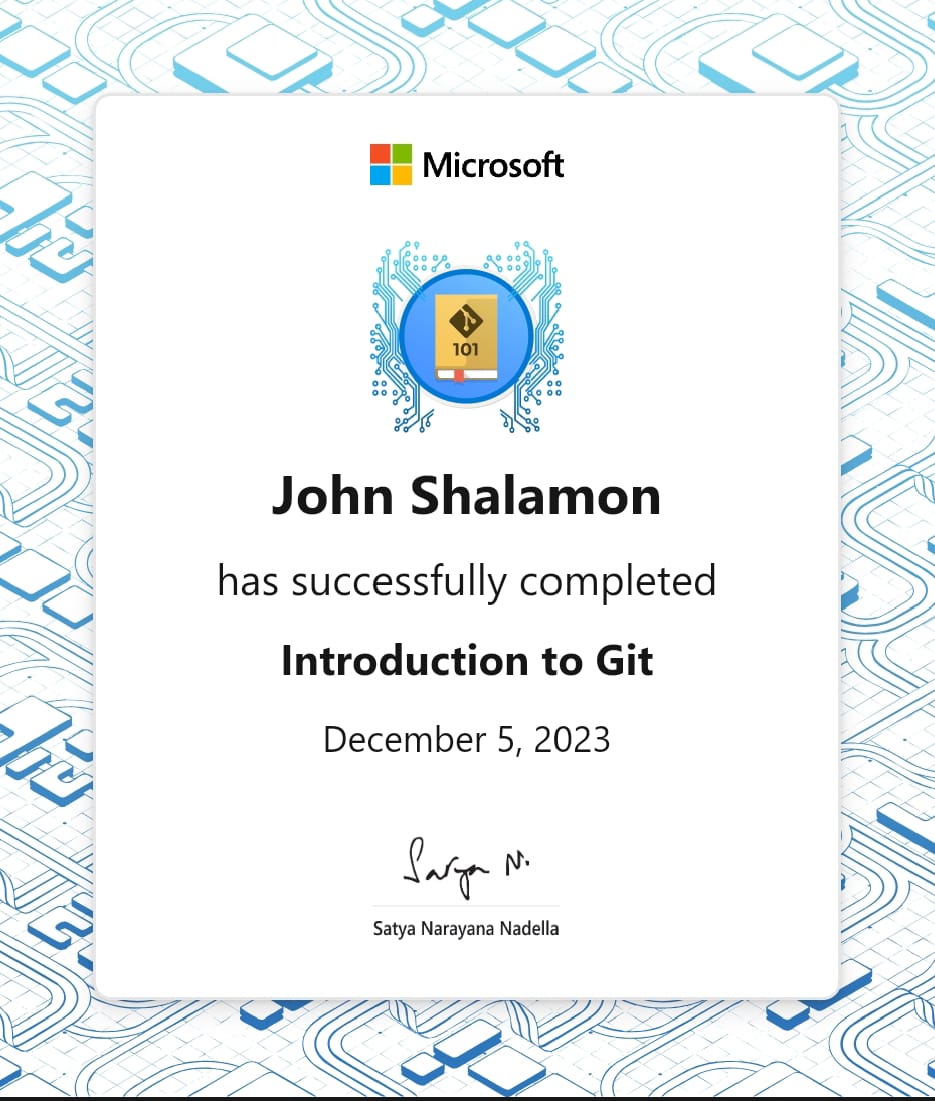 Microsoft
101
John Shalamon
has successfully completed
Introduction to Git
December 5, 2023
Satya N.
Satya Narayana Nadella